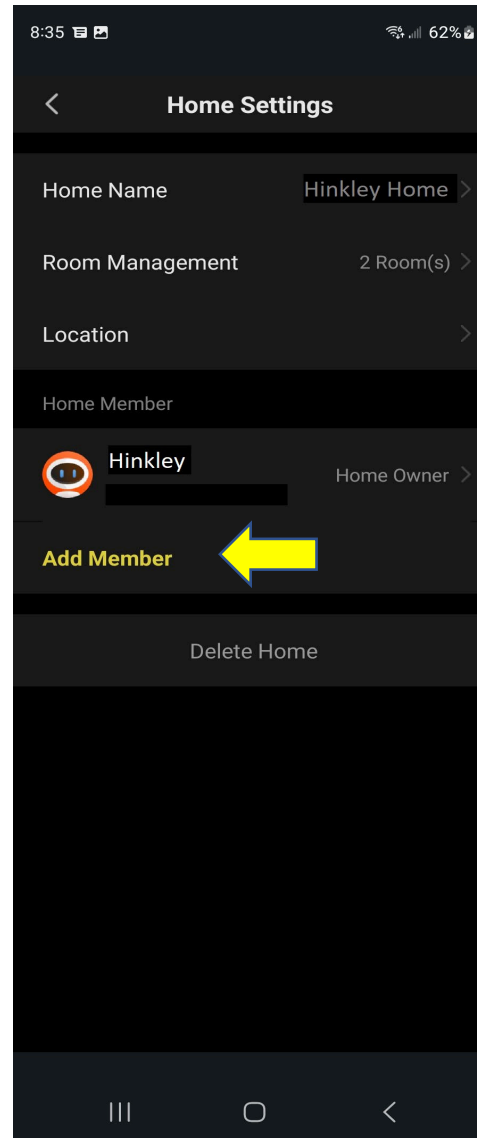 8:35 62%
Home Settings
Home Name Hinkley Home
Room Management 2 Room(s)
Location
Home Member
Hinkley Home Owner
Add Member
Delete Home